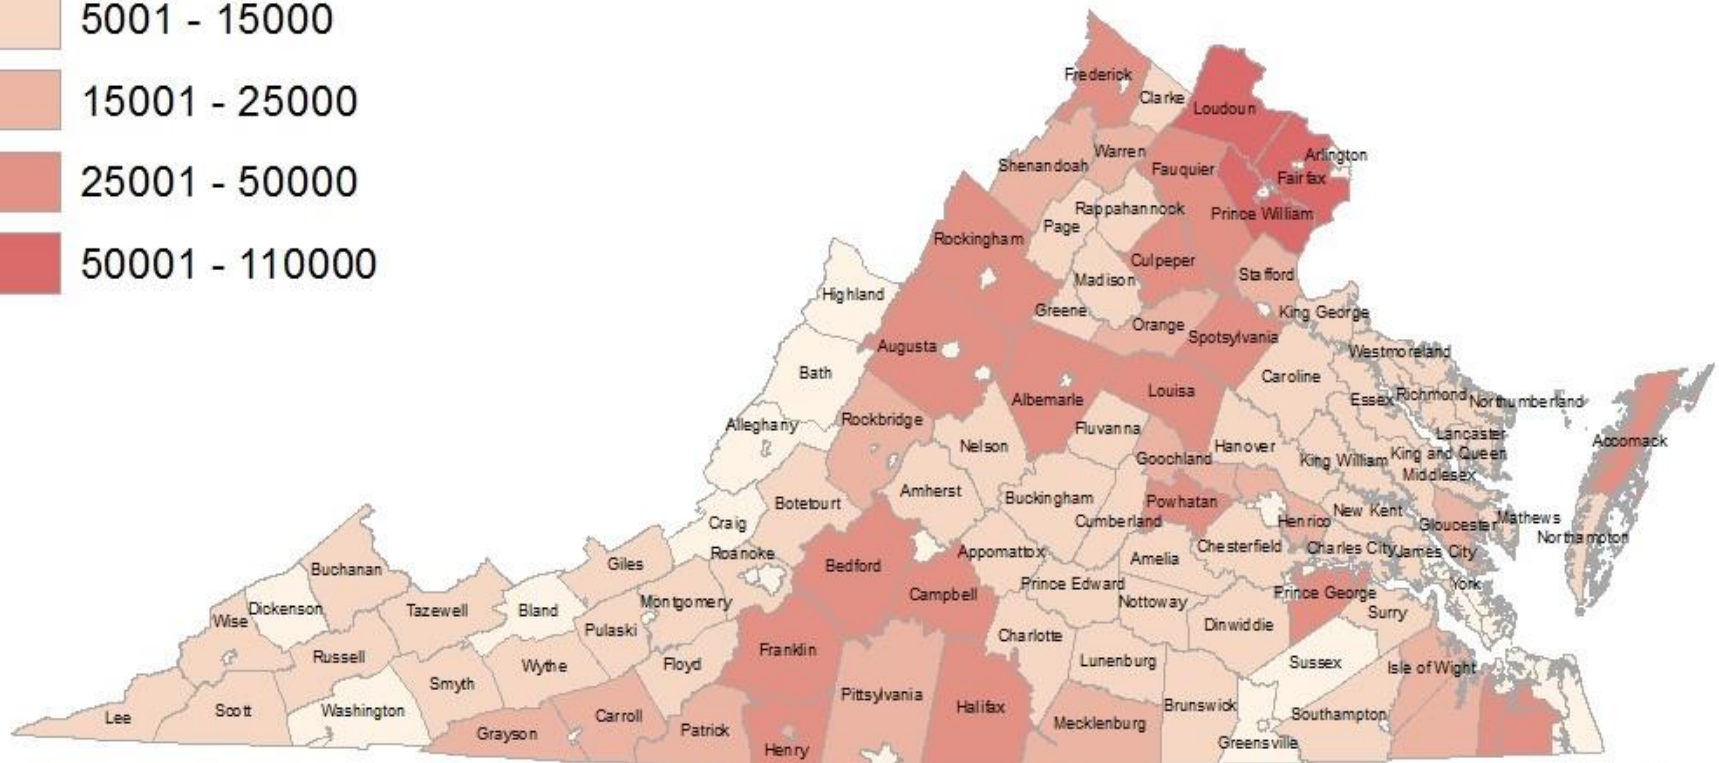 5001 - 15000
15001 - 25000
25001 - 50000
50001 - 110000
Frederick
Clarke
Loudoun
Shenandoah
Warren
Fauquier
Arlington
Fairfax
Prince William
Page
Rappahannock
Rockingham
Culpeper
Madison
Stafford
Highland
Greene
Orange
King George
Spotsylvania
Augusta
Westmoreland
Bath
Caroline
Albemarle
Louisa
Essex
Richmond
Northumberland
Alleghany
Rockbridge
Nelson
Fluvanna
Hanover
Lancaster
Accomack
Goochland
King William
King and Queen
Middlesex
Botetourt
Amherst
Buckingham
Powhatan
Craig
Cumberland
Henrico
New Kent
Gloucester
Mathews
Northampton
Roanoke
Appomattox
Amelia
Chesterfield
Charles City
James City
Buchanan
Giles
Bedford
Prince Edward
Prince George
York
Wise
Dickenson
Tazewell
Bland
Montgomery
Campbell
Nottoway
Surry
Pulaski
Dinwiddie
Russell
Wythe
Floyd
Franklin
Charlotte
Lunenburg
Sussex
Isle of Wight
Smyth
Pittsylvania
Lee
Scott
Washington
Carroll
Halifax
Brunswick
Southampton
Grayson
Patrick
Mecklenburg
Henry
Greensville